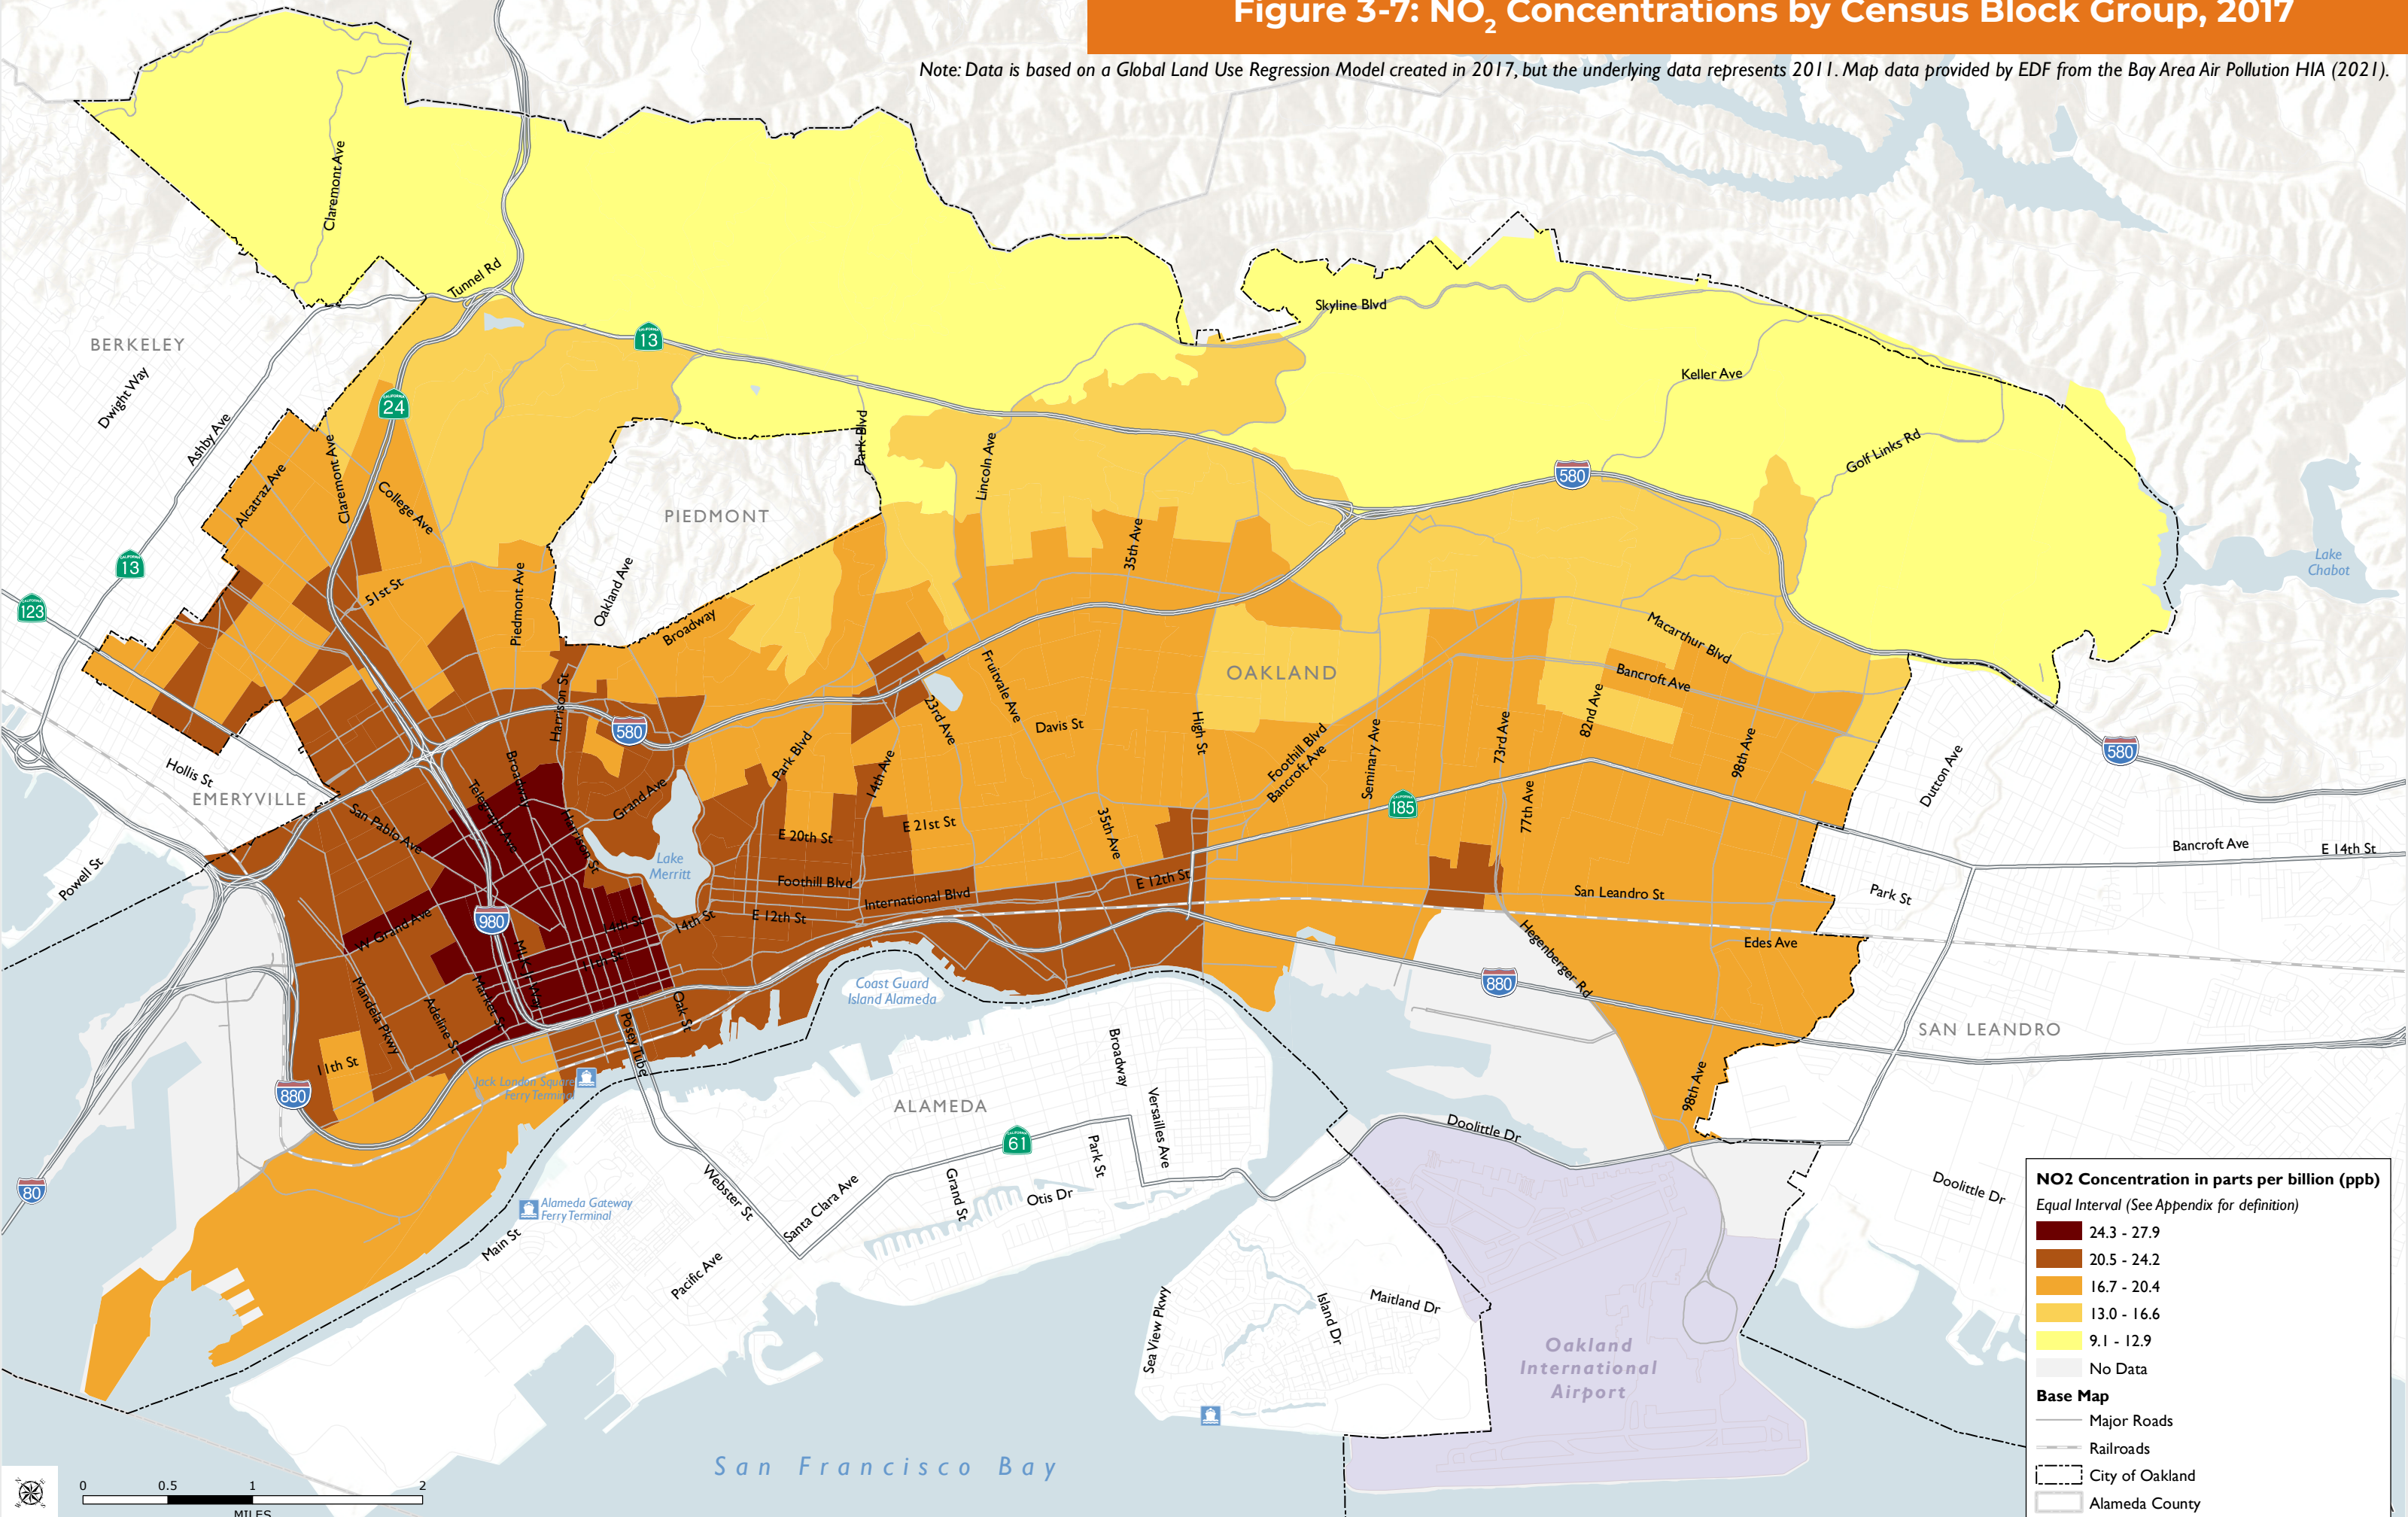 Figure 3-7: NO2 Concentrations by Census Block Group, 2017
Note: Data is based on a Global Land Use Regression Model created in 2017, but the underlying data represents 2011. Map data provided by EDF from the Bay Area Air Pollution HIA (2021).
Claremont Ave
Tunnel Rd
Skyline Blvd
BERKELEY
13
Keller Ave
Dwight Way
24
Ashby Ave
Park Blvd
Golf Links Rd
Claremont Ave
Lincoln Ave
580
Alcatraz Ave
College Ave
PIEDMONT
35th Ave
13
Lake
Chabot
123
51st St
Piedmont Ave
Oakland Ave
Broadway
Macarthur Blvd
OAKLAND
Fruitvale Ave
Bancroft Ave
Harrison St
23rd Ave
Davis St
High St
82nd Ave
73rd Ave
98th Ave
580
580
Hollis St
Broadway
Park Blvd
14th Ave
Foothill Blvd
Bancroft Ave
Seminary Ave
Dutton Ave
EMERYVILLE
Telegraph Ave
Grand Ave
185
77th Ave
San Pablo Ave
Harrison St
E 20th St
E 21st St
35th Ave
Bancroft Ave
E 14th St
Powell St
Lake
Merritt
Foothill Blvd
International Blvd
E 12th St
San Leandro St
Park St
W Grand Ave
980
14th St
14th St
E 12th St
Edes Ave
Hegenberger Rd
Mandela Pkwy
Adeline St
Market St
Oak St
Coast Guard
Island Alameda
880
Posey Tube
SAN LEANDRO
11th St
880
Jack London Square
Ferry Terminal
Broadway
98th Ave
ALAMEDA
Versailles Ave
61
Doolittle Dr
Park St
80
Webster St
Grand St
Otis Dr
Santa Clara Ave
Alameda Gateway
Ferry Terminal
Main St
Pacific Ave
Doolittle Dr
Sea View Pkwy
Island Dr
Maitland Dr
Oakland
International
Airport
San Francisco Bay
NO2 Concentration in parts per billion (ppb)
Equal Interval (See Appendix for definition)
24.3 - 27.9
20.5 - 24.2
16.7 - 20.4
13.0 - 16.6
9.1 - 12.9
No Data
Base Map
Major Roads
Railroads
City of Oakland
Alameda County
0 0.5 1 2
MILES